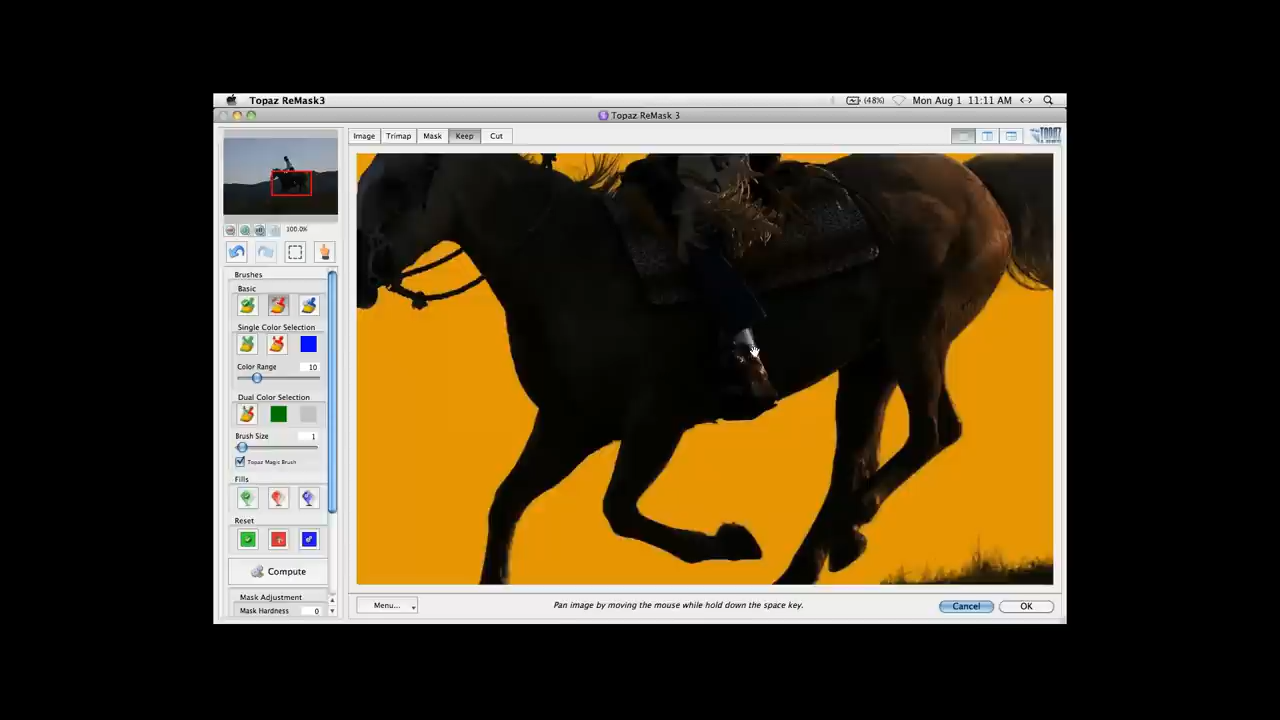 Topaz ReMask3
(48%) Mon Aug 1 11:11 AM
Topaz ReMask 3
Image Trimap Mask Keep Cut
TOPAZ
100.0%
Brushes
Basic
Single Color Selection
Color Range 10
Dual Color Selection
Brush Size 1
Topaz Magic Brush
Fills
Reset
Compute
Mask Adjustment
Mask Hardness 0
Menu...
Pan image by moving the mouse while hold down the space key.
Cancel OK